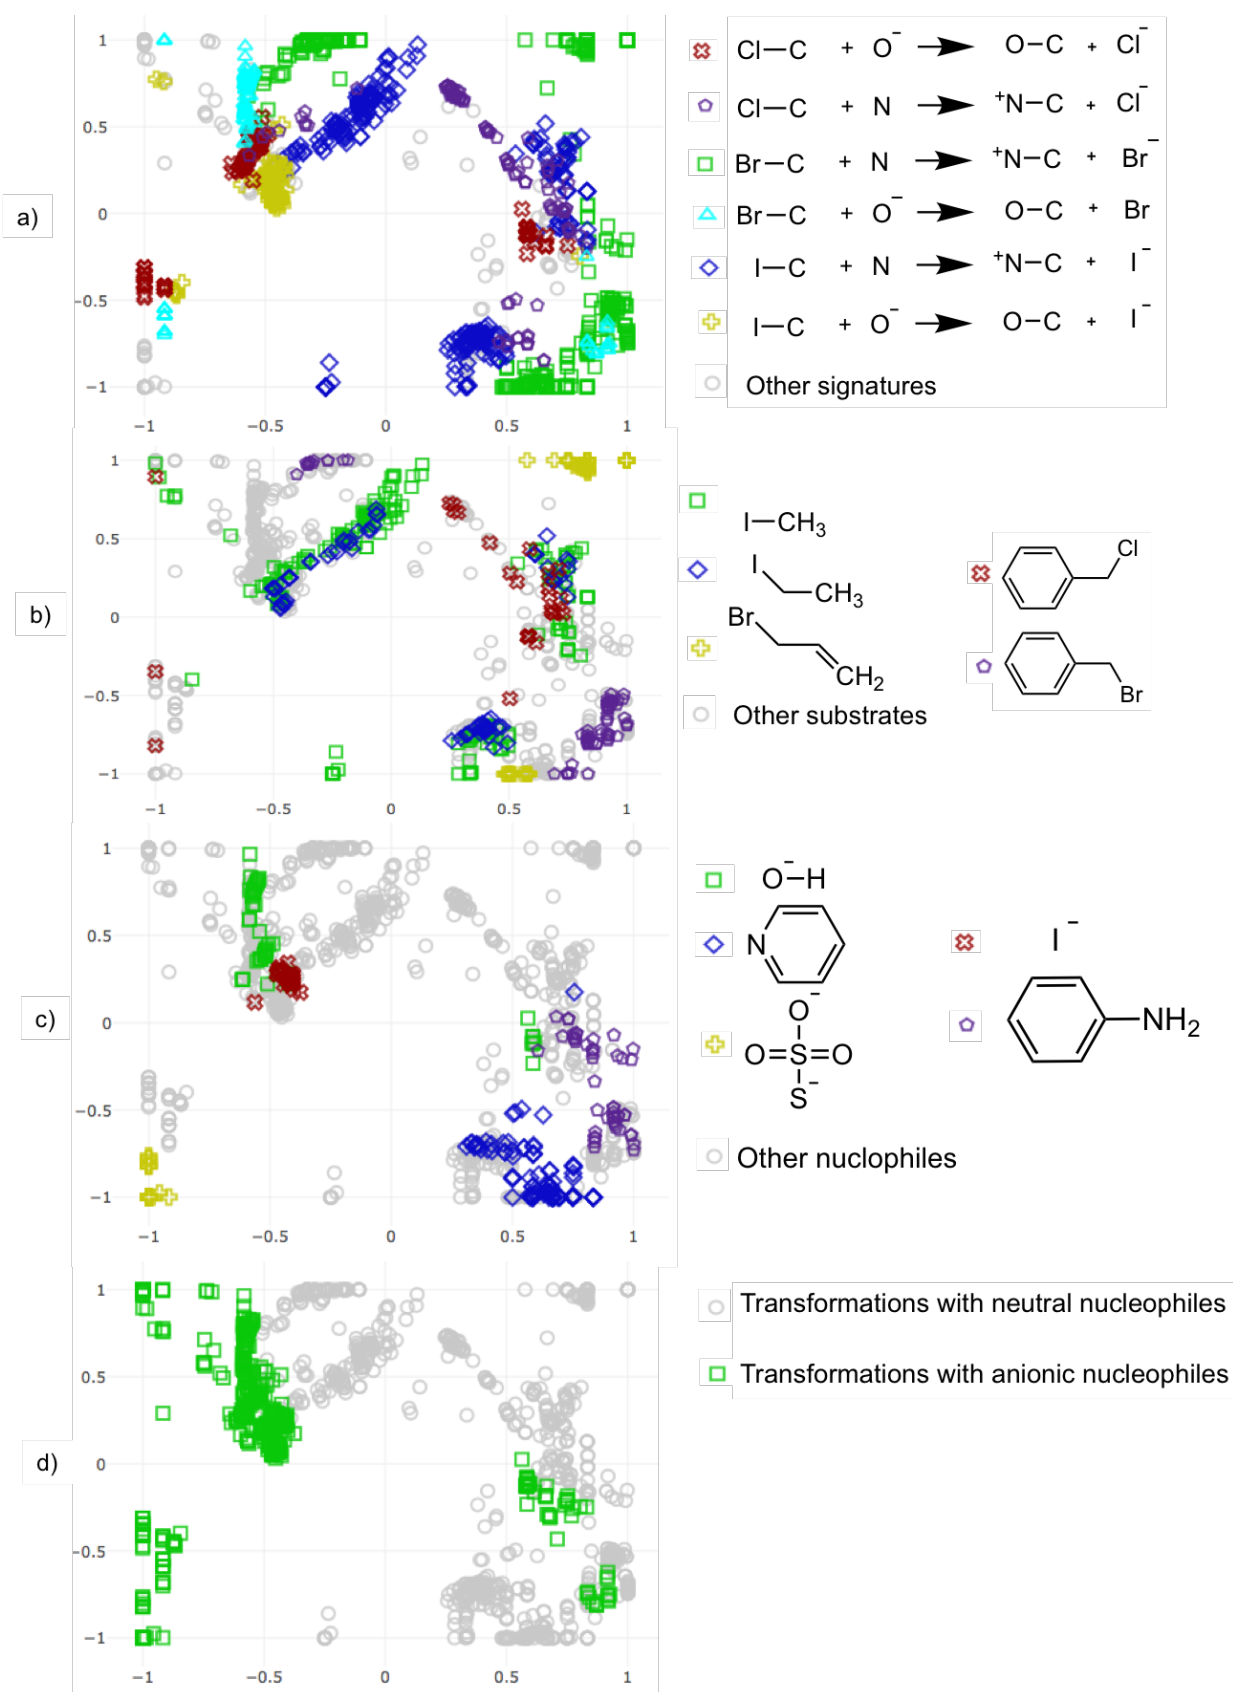 a)
1
0.5
0
−0.5
−1
−1 −0.5 0 0.5 1
Cl—C + O⁻ → O—C + Cl⁻
Cl—C + N → ⁺N—C + Cl⁻
Br—C + N → ⁺N—C + Br⁻
Br—C + O⁻ → O—C + Br
I—C + N → ⁺N—C + I⁻
I—C + O⁻ → O—C + I⁻
Other signatures
b)
1
0.5
0
−0.5
−1
−1 −0.5 0 0.5 1
I—CH₃
I
CH₃
Br
CH₂
Other substrates
Cl
Br
c)
1
0.5
0
−0.5
−1
−1 −0.5 0 0.5 1
O⁻—H
N
O⁻
O=S=O
S⁻
Other nuclophiles
I⁻
NH₂
d)
1
0.5
0
−0.5
−1
−1 −0.5 0 0.5 1
Transformations with neutral nucleophiles
Transformations with anionic nucleophiles